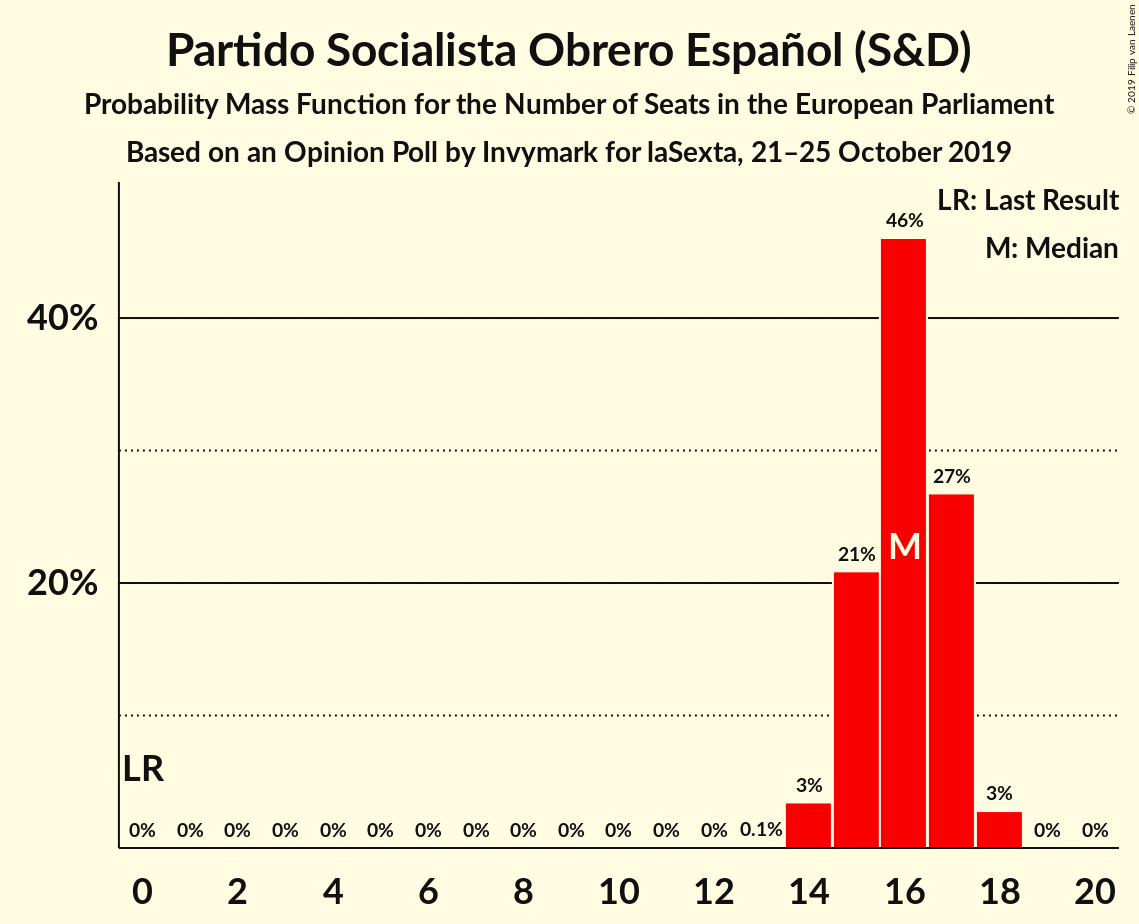 Partido Socialista Obrero Español (S&D)
Probability Mass Function for the Number of Seats in the European Parliament
Based on an Opinion Poll by Invymark for laSexta, 21–25 October 2019
© 2019 Filip van Laenen
LR: Last Result
M: Median
46%
40%
27%
21%
M
20%
LR
3%
3%
0% 0% 0% 0% 0% 0% 0% 0% 0% 0% 0% 0% 0% 0.1% 0% 0%
0 2 4 6 8 10 12 14 16 18 20